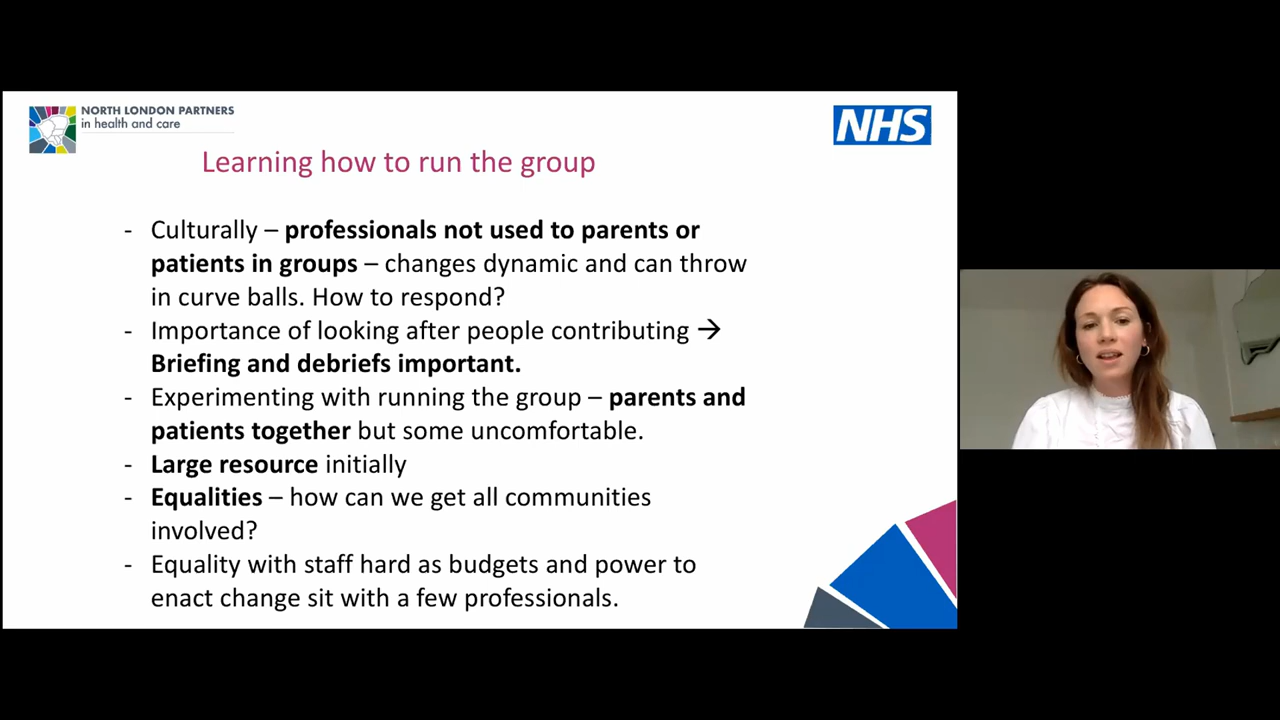 NORTH LONDON PARTNERS
in health and care
NHS
Learning how to run the group
- Culturally – professionals not used to parents or
patients in groups – changes dynamic and can throw
in curve balls. How to respond?
- Importance of looking after people contributing →
Briefing and debriefs important.
- Experimenting with running the group – parents and
patients together but some uncomfortable.
- Large resource initially
- Equalities – how can we get all communities
involved?
- Equality with staff hard as budgets and power to
enact change sit with a few professionals.